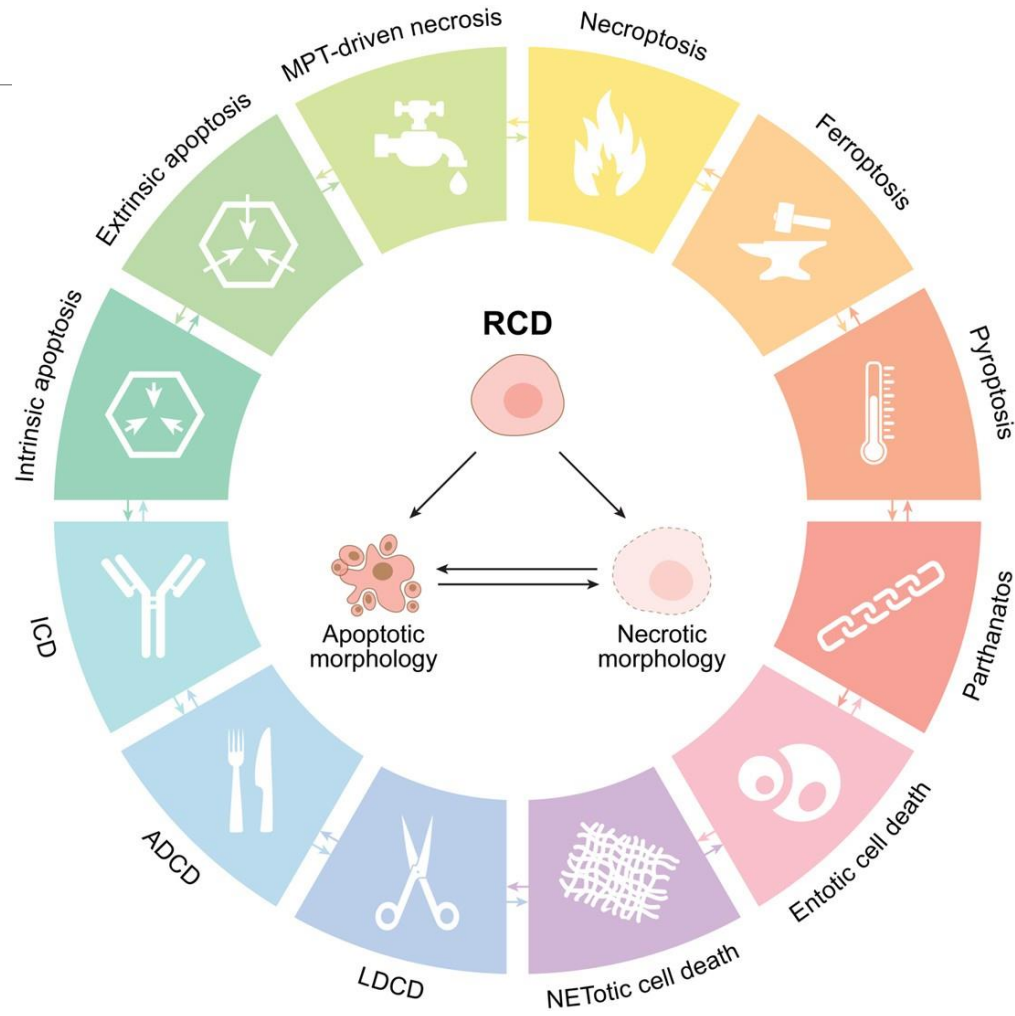 MPT-driven necrosis
Necroptosis
Extrinsic apoptosis
Ferroptosis
Intrinsic apoptosis
Pyroptosis
RCD
Apoptotic
morphology
Necrotic
morphology
ICD
Parthanatos
ADCD
Entotic cell death
LDCD
NETotic cell death